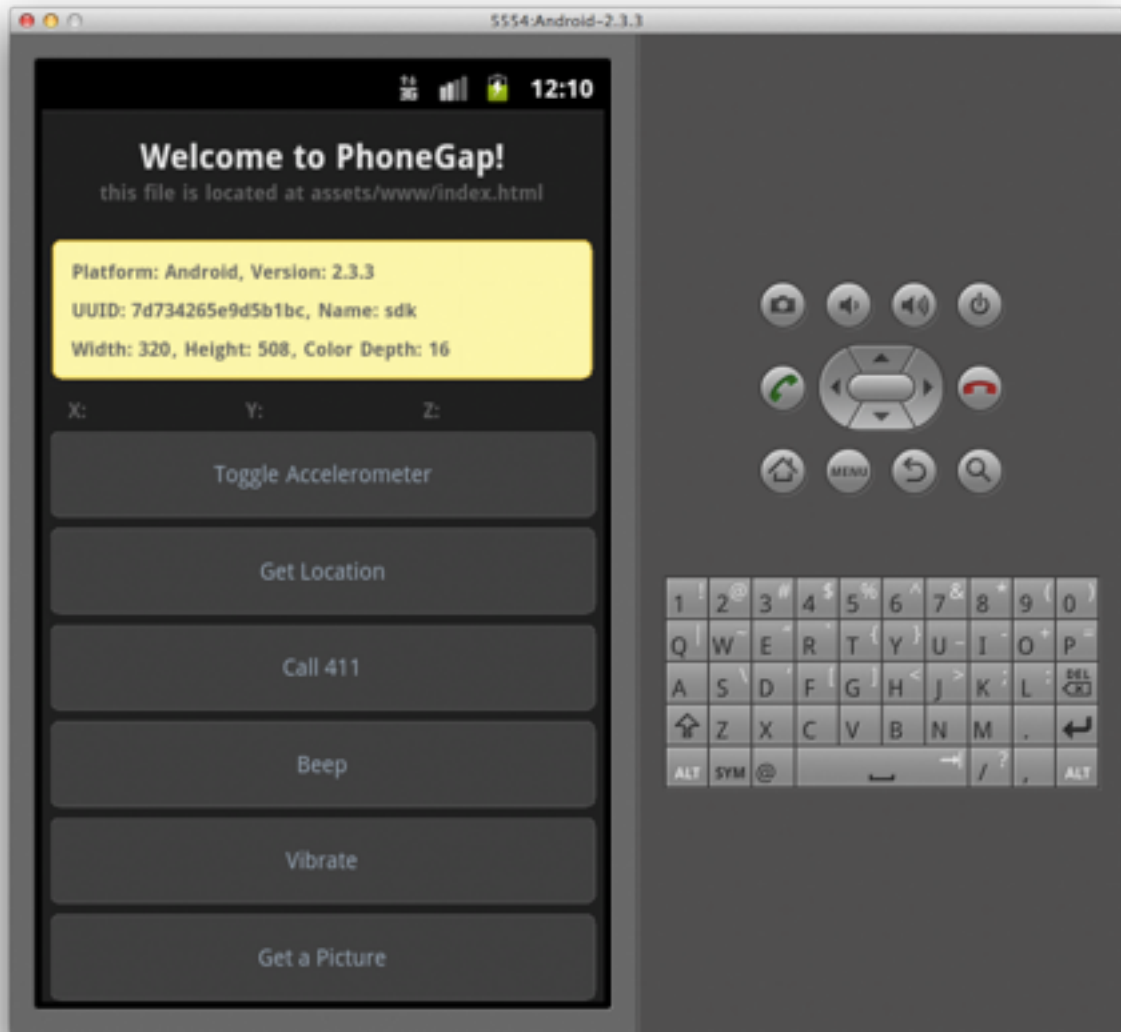 5554:Android-2.3.3
3G 12:10
Welcome to PhoneGap!
this file is located at assets/www/index.html
Platform: Android, Version: 2.3.3
UUID: 7d734265e9d5b1bc, Name: sdk
Width: 320, Height: 508, Color Depth: 16
X: Y: Z:
Toggle Accelerometer
Get Location
Call 411
Beep
Vibrate
Get a Picture
MENU
1 ! 2 @ 3 # 4 $ 5 % 6 ^ 7 & 8 * 9 ( 0 )
Q | W ~ E " R ` T { Y } U _ I - O + P =
A S \ D ' F [ G ] H < J > K ; L : DEL
Z X C V B N M .
ALT SYM @ / ? , ALT